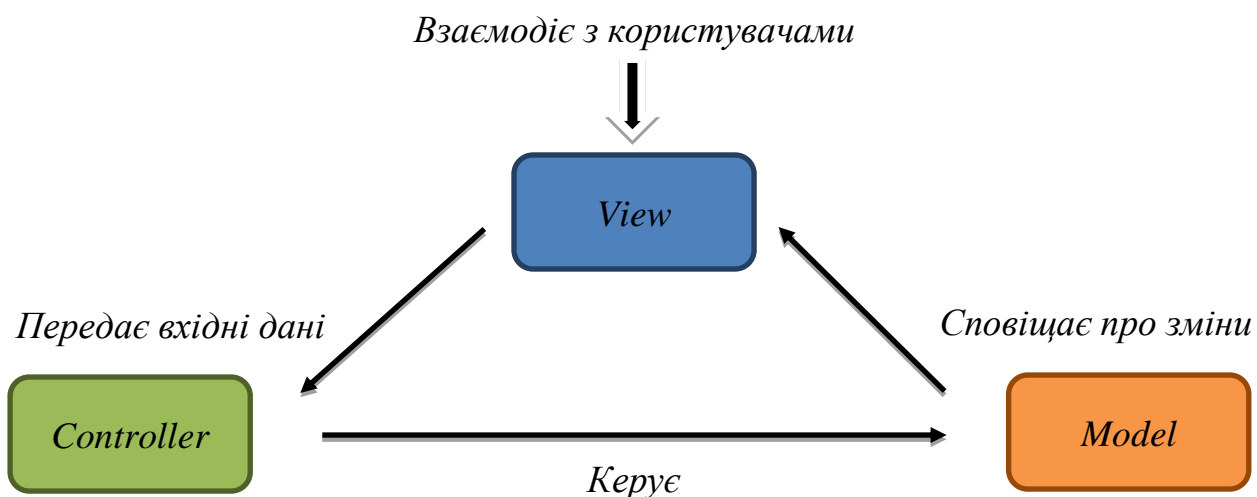 Взаємодіє з користувачами
View
Передає вхідні дані
Сповіщає про зміни
Controller
Model
Керує